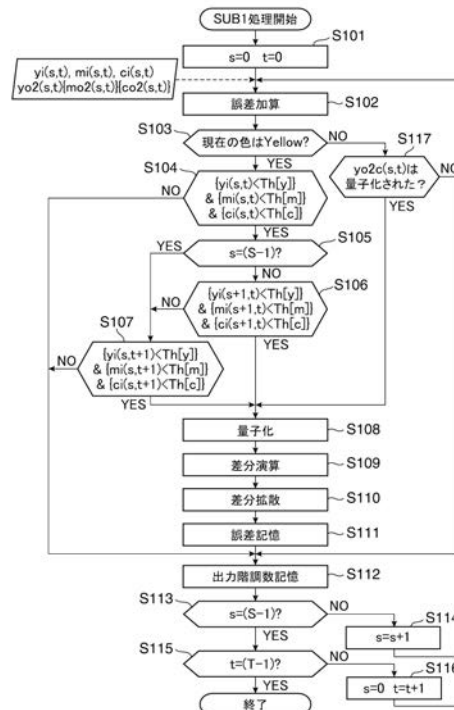 SUB1処理開始
S101
s=0 t=0
yi(s,t), mi(s,t), ci(s,t)
yo2(s,t){mo2(s,t)}{co2(s,t)}
誤差加算
S102
S103
現在の色はYellow?
NO
S117
YES
yo2c(s,t)は
量子化された？
NO
YES
S104
NO
{yi(s,t)<Th[y]}
& {mi(s,t)<Th[m]}
& {ci(s,t)<Th[c]}
YES
S105
YES
s=(S-1)?
NO
S106
NO
{yi(s+1,t)<Th[y]}
& {mi(s+1,t)<Th[m]}
& {ci(s+1,t)<Th[c]}
YES
S107
NO
{yi(s,t+1)<Th[y]}
& {mi(s,t+1)<Th[m]}
& {ci(s,t+1)<Th[c]}
YES
量子化
S108
差分演算
S109
差分拡散
S110
誤差記憶
S111
出力階調数記憶
S112
S113
s=(S-1)?
NO
S114
s=s+1
YES
S115
t=(T-1)?
NO
S116
s=0 t=t+1
YES
終了